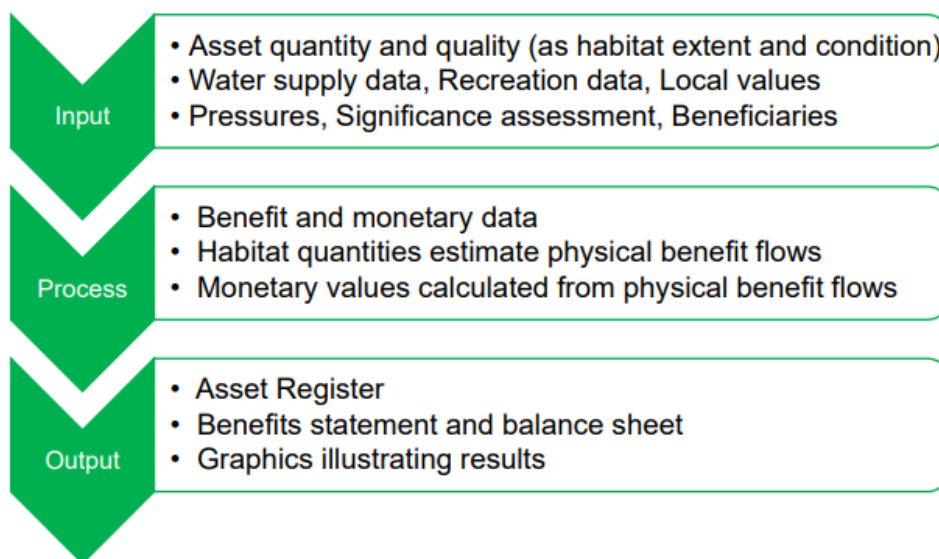 Input
• Asset quantity and quality (as habitat extent and condition)
• Water supply data, Recreation data, Local values
• Pressures, Significance assessment, Beneficiaries
Process
• Benefit and monetary data
• Habitat quantities estimate physical benefit flows
• Monetary values calculated from physical benefit flows
Output
• Asset Register
• Benefits statement and balance sheet
• Graphics illustrating results